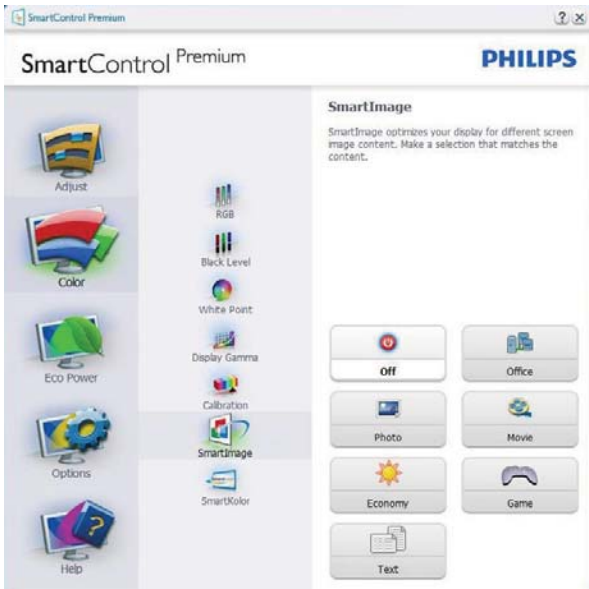 SmartControl Premium
SmartControl Premium
PHILIPS
Adjust
Color
Eco Power
Options
Help
RGB
Black Level
White Point
Display Gamma
Calibration
SmartImage
SmartKolor
SmartImage
SmartImage optimizes your display for different screen
image content. Make a selection that matches the
content.
Off
Office
Photo
Movie
Economy
Game
Text